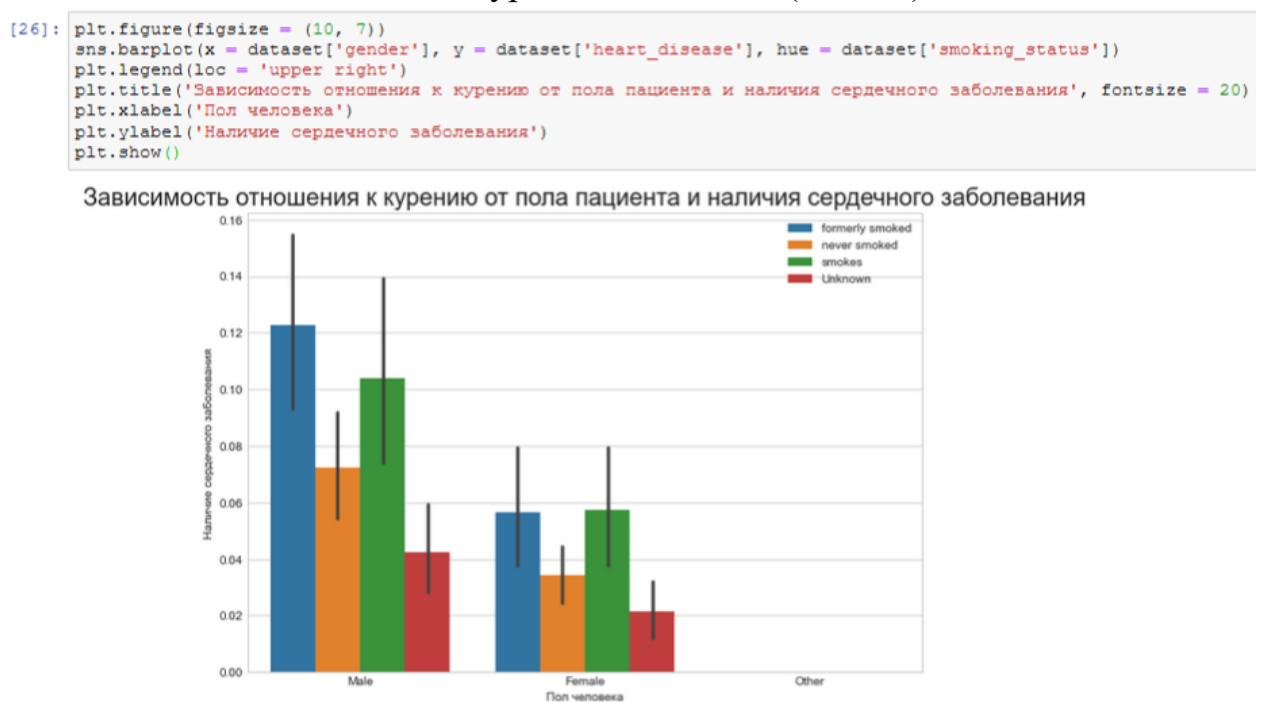 [26]: plt.figure(figsize = (10, 7))
sns.barplot(x = dataset['gender'], y = dataset['heart_disease'], hue = dataset['smoking_status'])
plt.legend(loc = 'upper right')
plt.title('Зависимость отношения к курению от пола пациента и наличия сердечного заболевания', fontsize = 20)
plt.xlabel('Пол человека')
plt.ylabel('Наличие сердечного заболевания')
plt.show()
Зависимость отношения к курению от пола пациента и наличия сердечного заболевания
formerly smoked
never smoked
smokes
Unknown
0.16
0.14
0.12
0.10
0.08
0.06
0.04
0.02
0.00
Наличие сердечного заболевания
Male
Female
Other
Пол человека